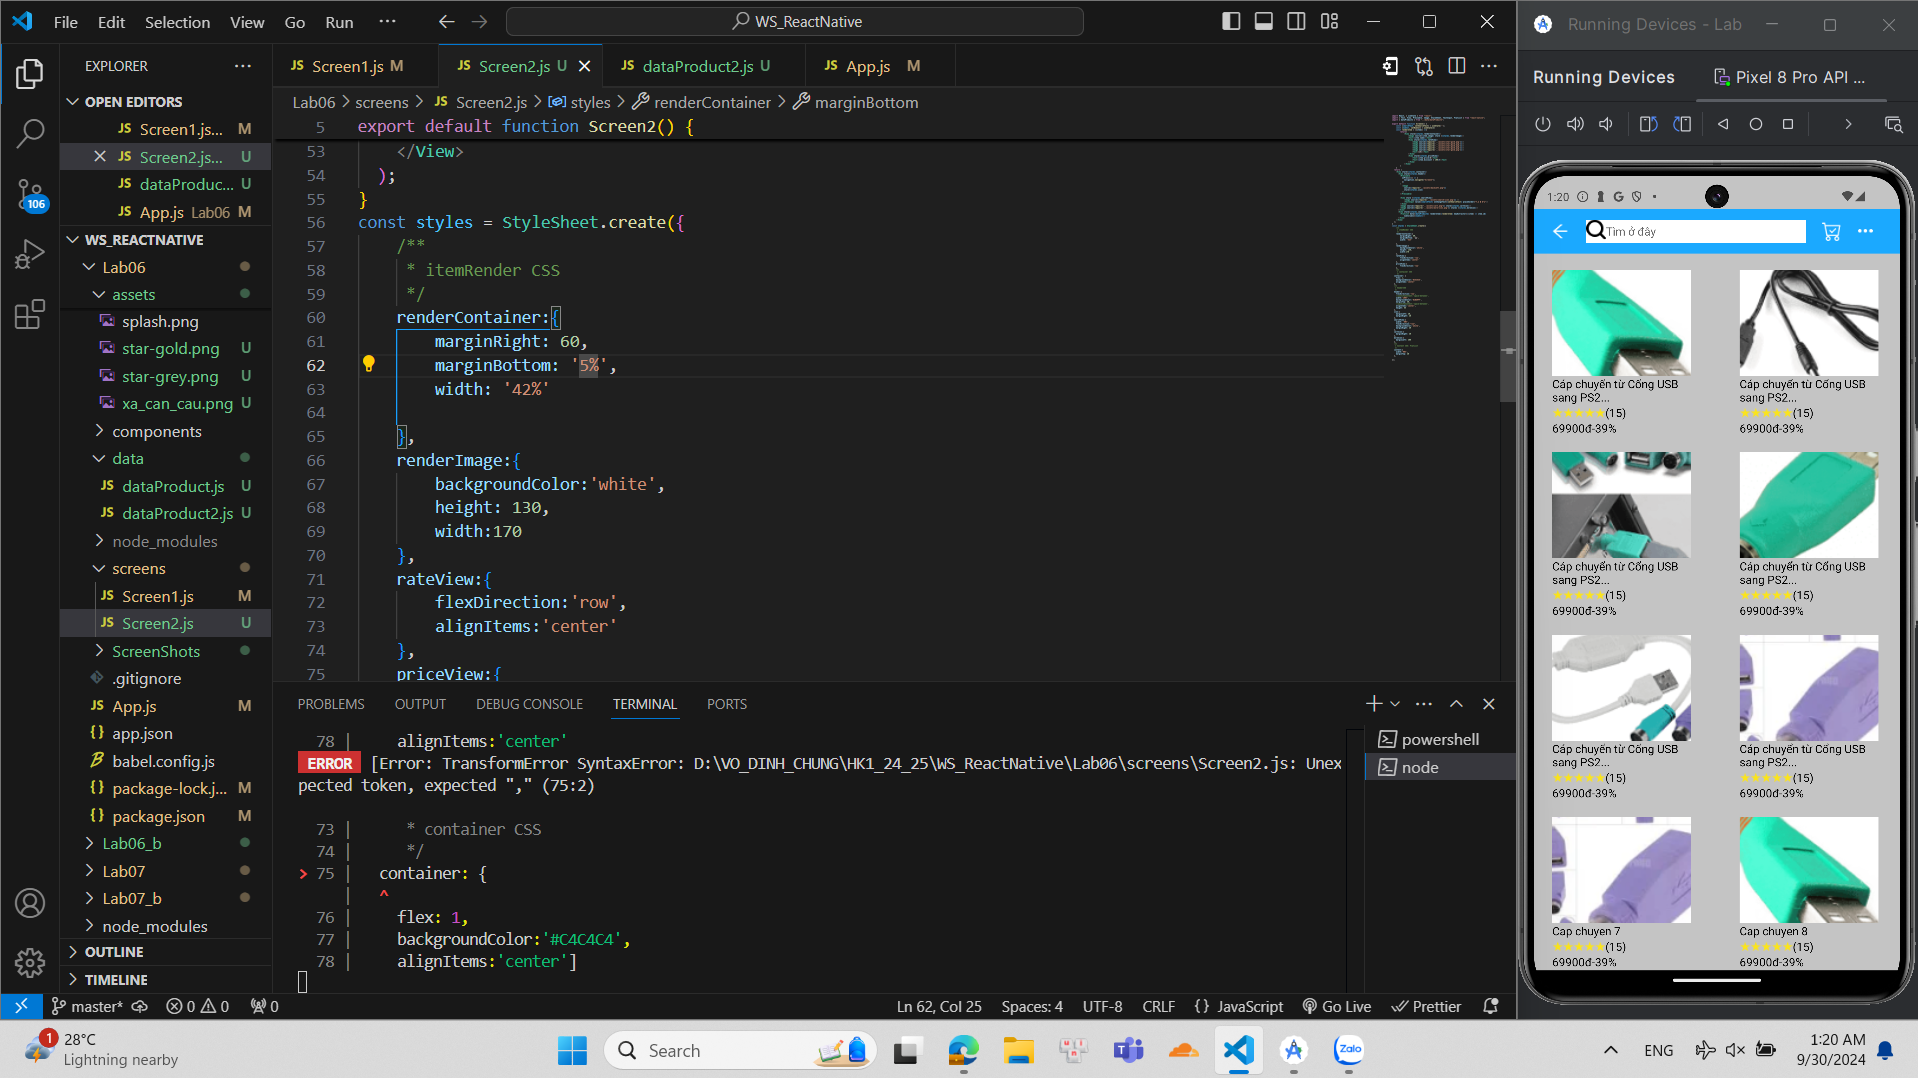 File Edit Selection View Go Run ···
WS_ReactNative
EXPLORER
OPEN EDITORS
JS Screen1.js... M
JS Screen2.js... U
JS dataProduc... U
JS App.js Lab06 M
WS_REACTNATIVE
Lab06
assets
splash.png
star-gold.png U
star-grey.png U
xa_can_cau.png U
components
data
JS dataProduct.js U
JS dataProduct2.js U
node_modules
screens
JS Screen1.js M
JS Screen2.js U
ScreenShots
.gitignore
JS App.js M
{} app.json
babel.config.js
{} package-lock.j... M
{} package.json M
Lab06_b
Lab07
Lab07_b
node_modules
OUTLINE
TIMELINE
106
JS Screen1.js M
JS Screen2.js U
JS dataProduct2.js U
JS App.js M
Lab06 > screens > JS Screen2.js > styles > renderContainer > marginBottom
5 export default function Screen2() {
53 </View>
54 );
55 }
56 const styles = StyleSheet.create({
57 /**
58 * itemRender CSS
59 */
60 renderContainer:{
61 marginRight: 60,
62 marginBottom: '5%',
63 width: '42%'
64
65 },
66 renderImage:{
67 backgroundColor:'white',
68 height: 130,
69 width:170
70 },
71 rateView:{
72 flexDirection:'row',
73 alignItems:'center'
74 },
75 priceView:{
PROBLEMS OUTPUT DEBUG CONSOLE TERMINAL PORTS
78 | alignItems:'center'
ERROR [Error: TransformError SyntaxError: D:\VO_DINH_CHUNG\HK1_24_25\WS_ReactNative\Lab06\screens\Screen2.js: Unex
pected token, expected "," (75:2)
73 | * container CSS
74 | */
> 75 | container: {
| ^
76 | flex: 1,
77 | backgroundColor:'#C4C4C4',
78 | alignItems:'center']
powershell
node
master* 0 0 0
Ln 62, Col 25 Spaces: 4 UTF-8 CRLF {} JavaScript Go Live Prettier
Running Devices - Lab
Running Devices Pixel 8 Pro API ...
1:20
Tìm ở đây
Cáp chuyển từ Cổng USB
sang PS2...
(15)
69900đ-39%
Cáp chuyển từ Cổng USB
sang PS2...
(15)
69900đ-39%
Cáp chuyển từ Cổng USB
sang PS2...
(15)
69900đ-39%
Cáp chuyển từ Cổng USB
sang PS2...
(15)
69900đ-39%
Cáp chuyển từ Cổng USB
sang PS2...
(15)
69900đ-39%
Cáp chuyển từ Cổng USB
sang PS2...
(15)
69900đ-39%
Cap chuyen 7
(15)
69900đ-39%
Cap chuyen 8
(15)
69900đ-39%
1
28°C
Lightning nearby
Search
Zalo
ENG
1:20 AM
9/30/2024